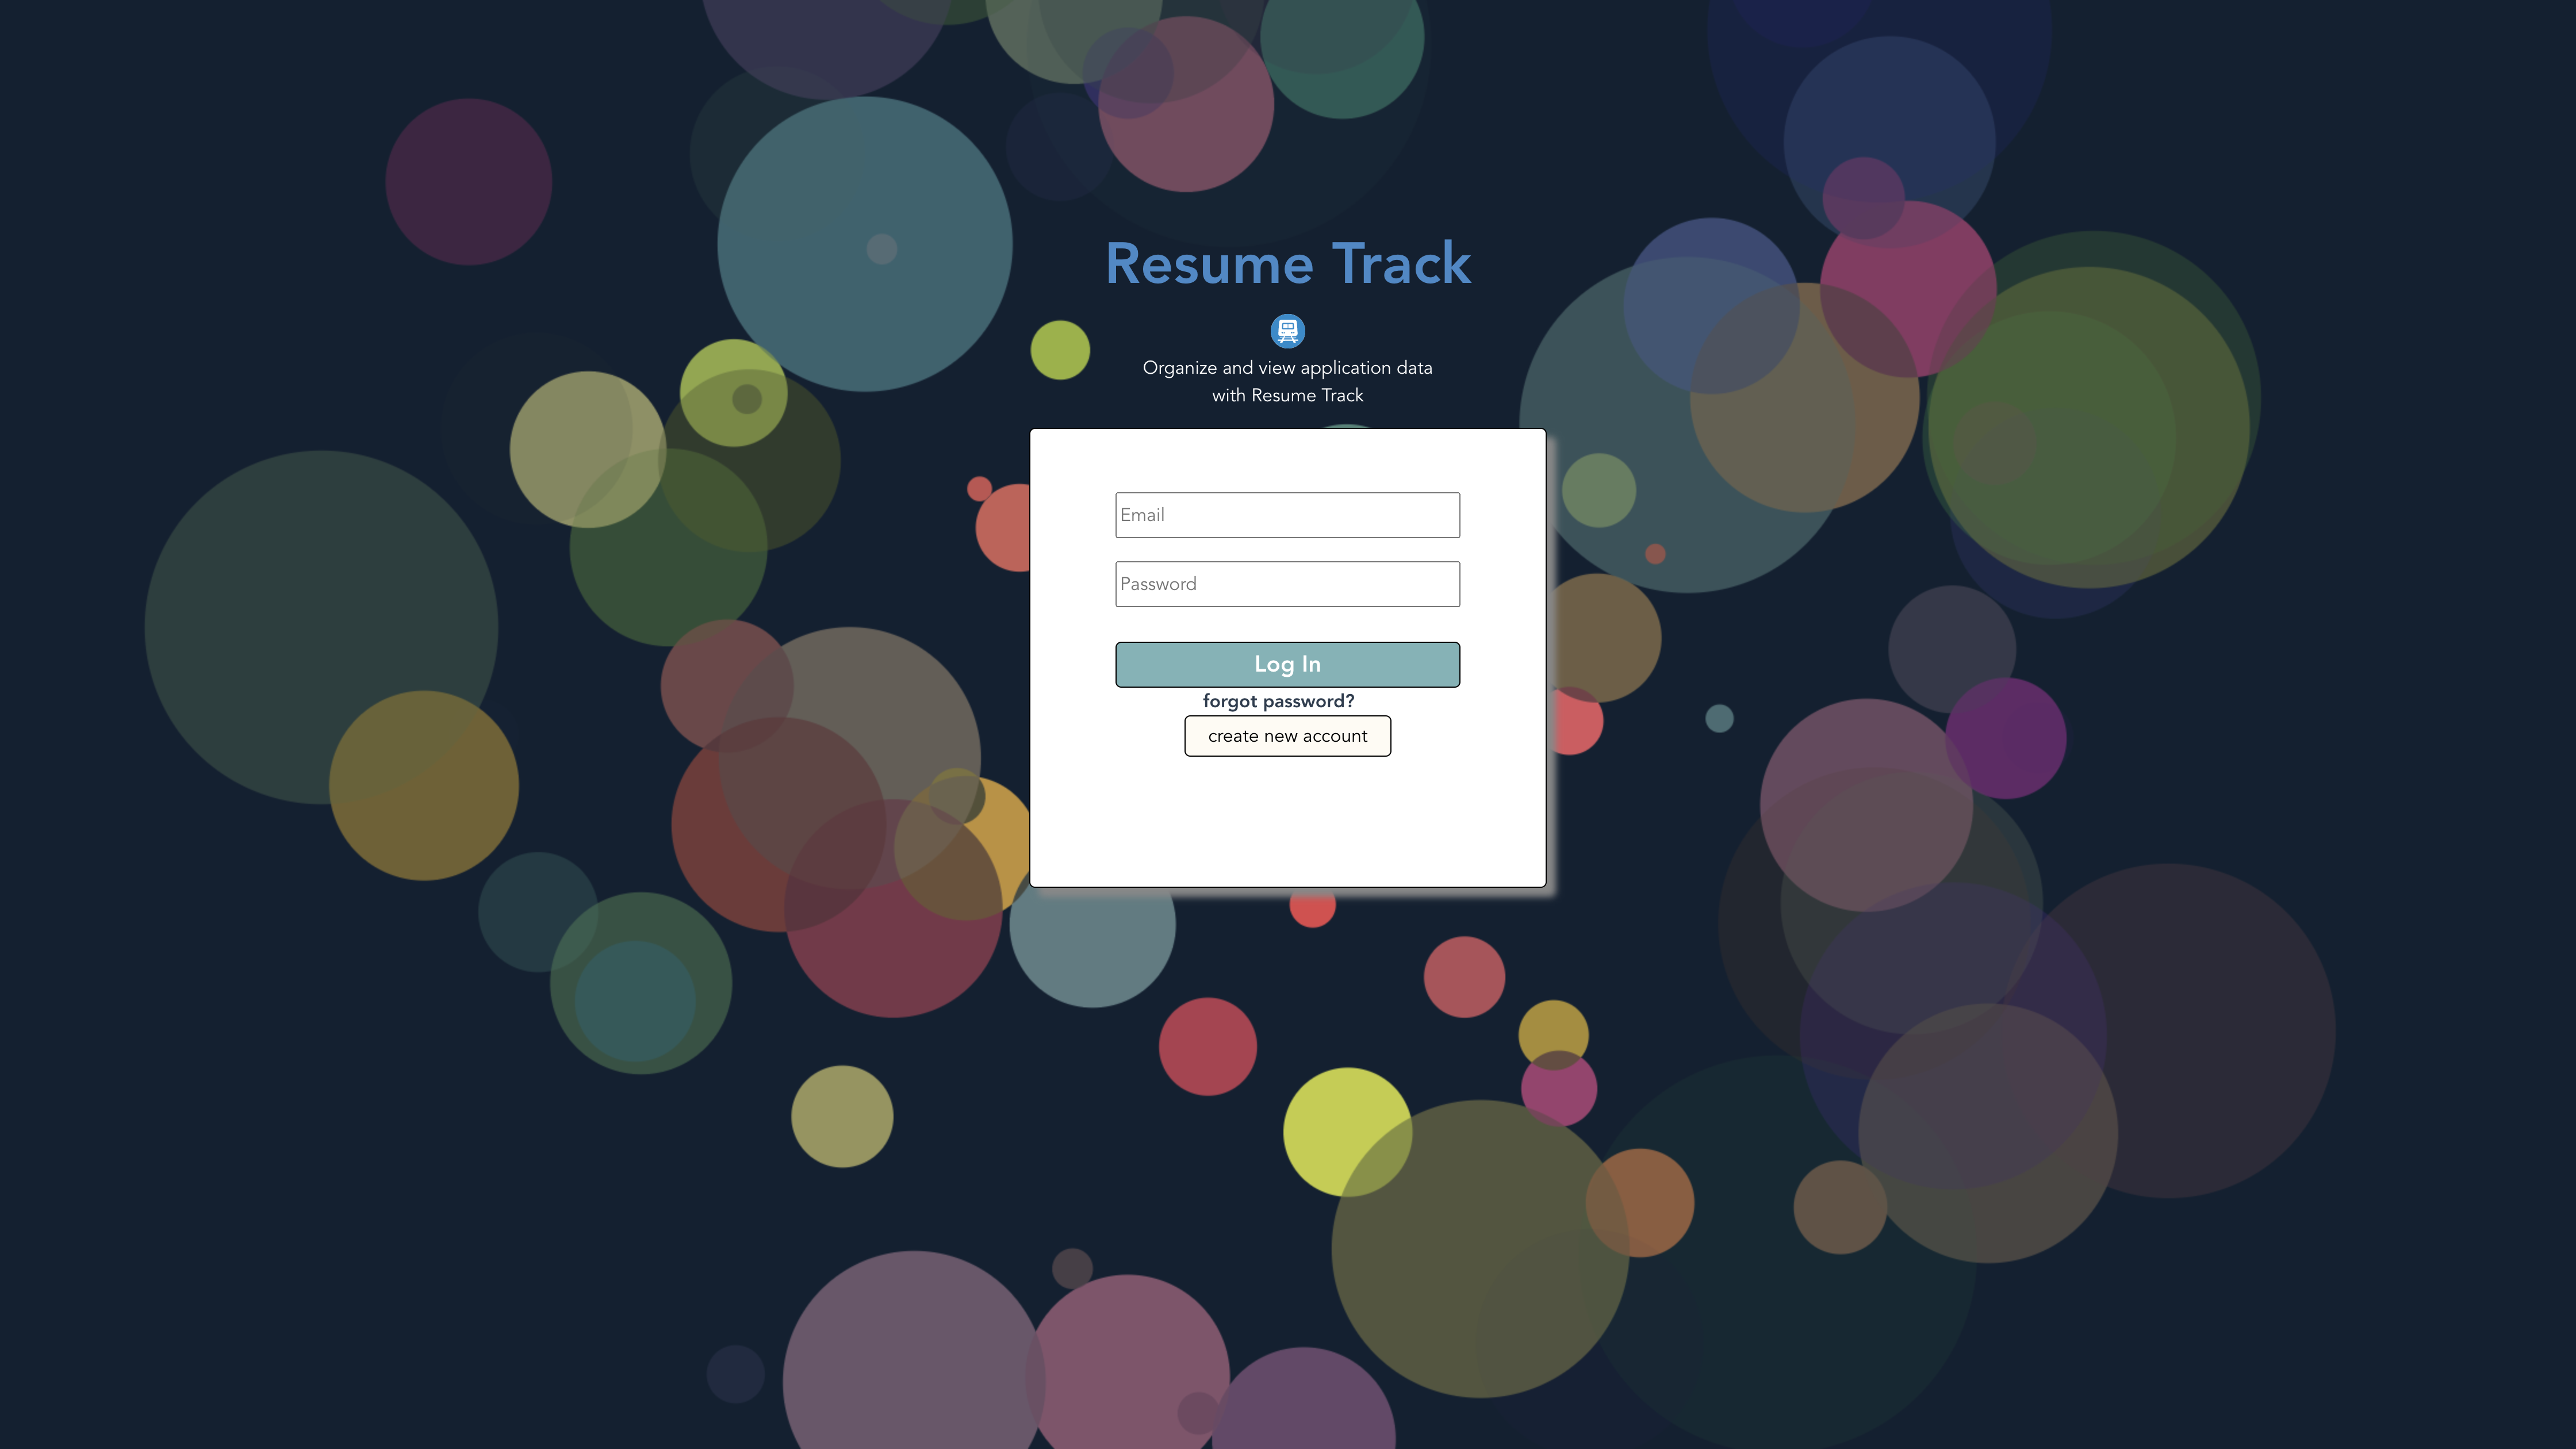 Resume Track
Organize and view application data
with Resume Track
Email
Password
Log In
forgot password?
create new account